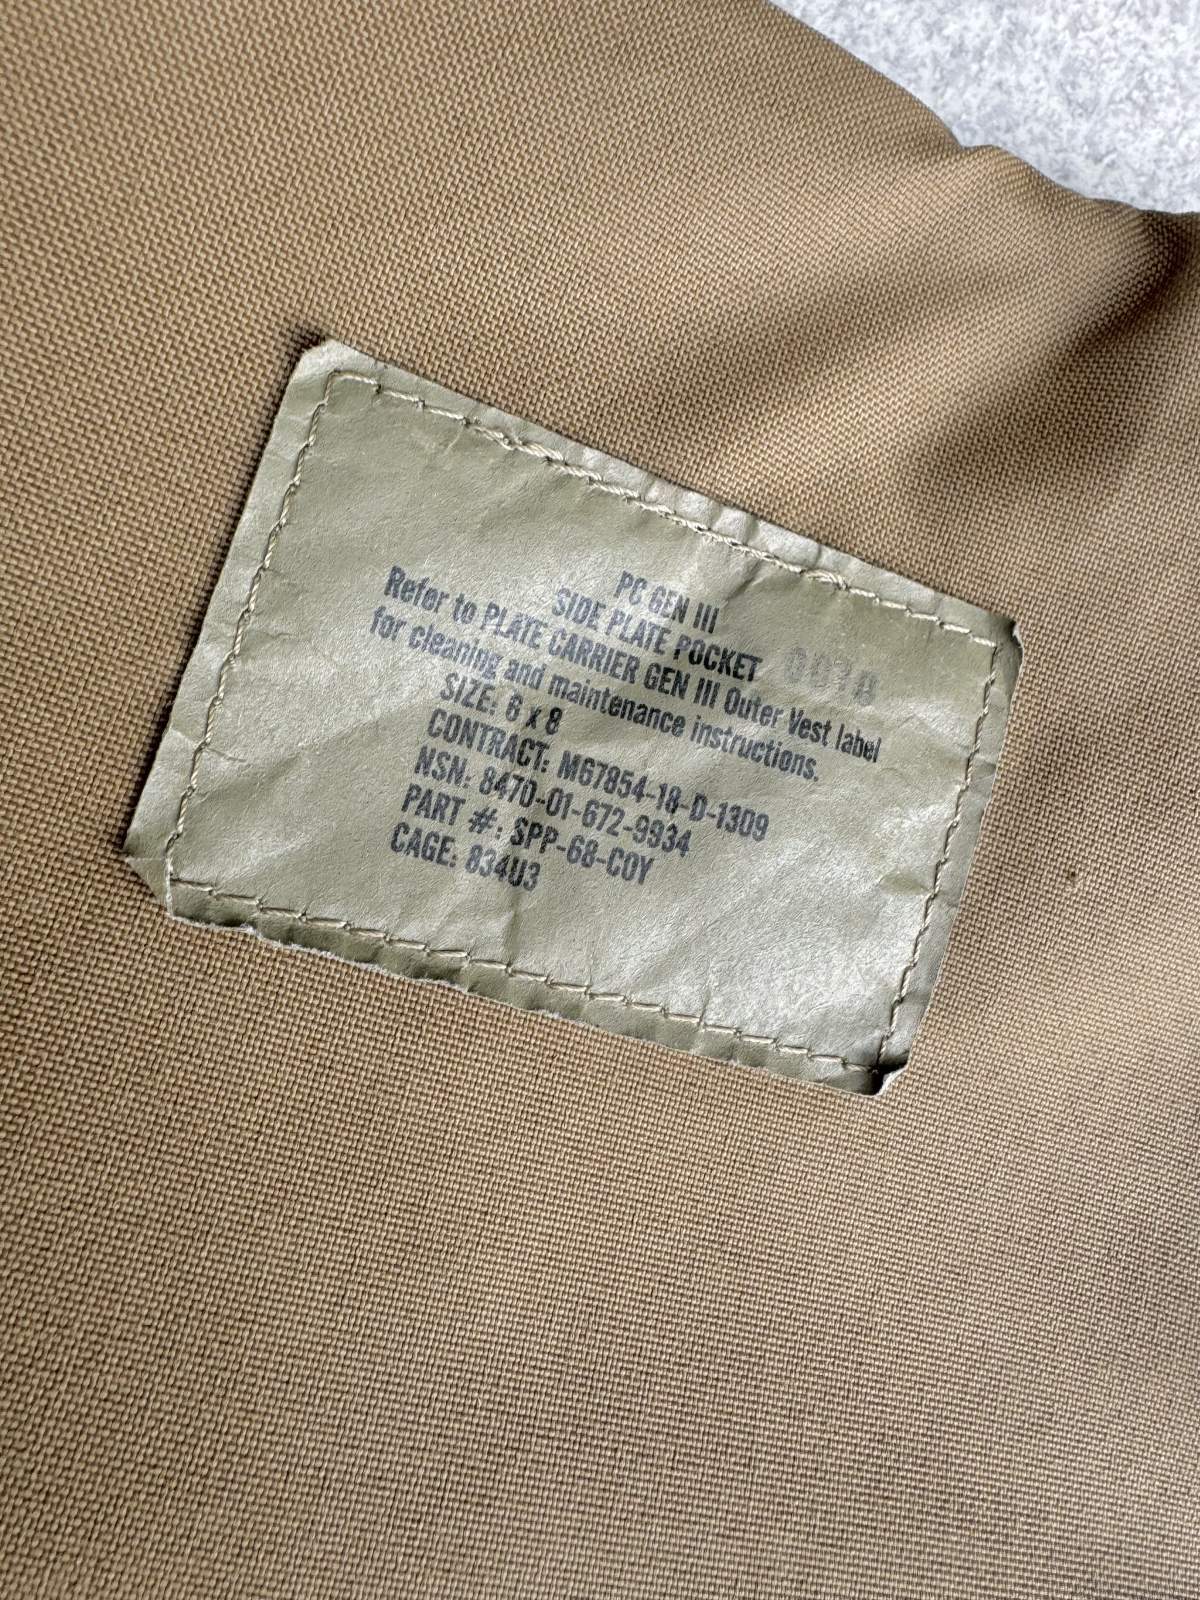 PC GEN III
SIDE PLATE POCKET
Refer to PLATE CARRIER GEN III Outer Vest label
for cleaning and maintenance instructions.
SIZE: 6 x 8
CONTRACT: M67854-18-D-1309
NSN: 8470-01-672-9934
PART #: SPP-68-COY
CAGE: 834U3